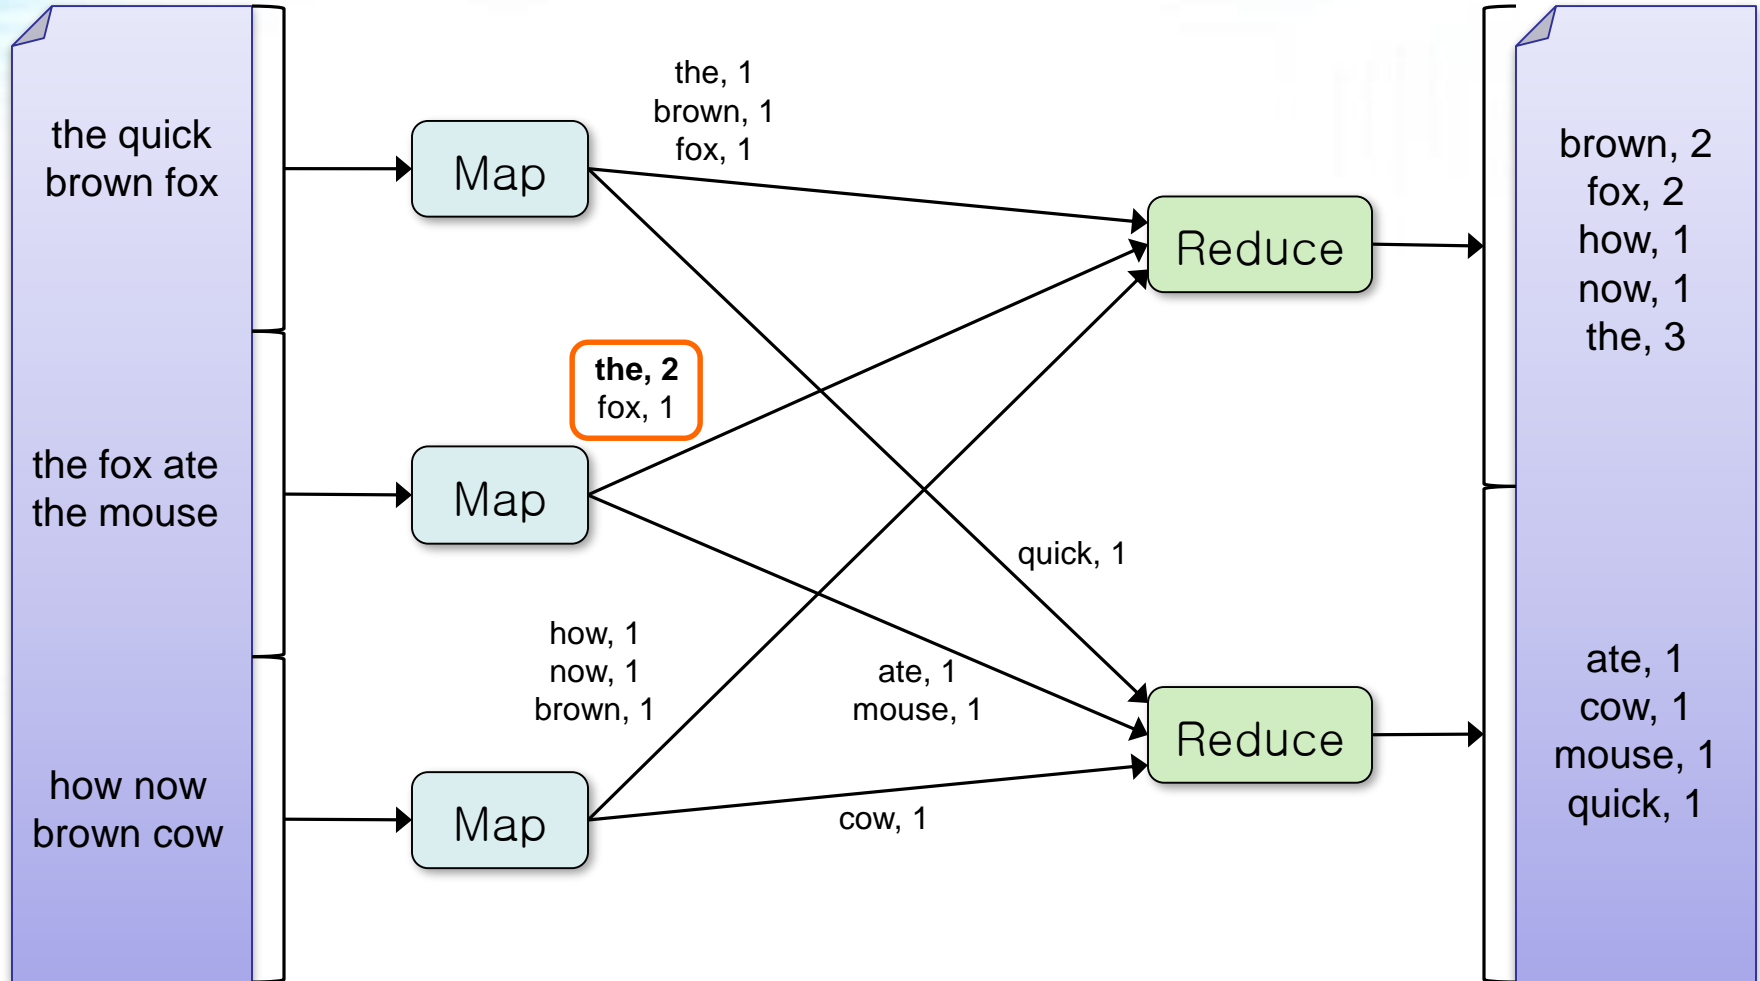 the quick
brown fox
the fox ate
the mouse
how now
brown cow
Map
Map
Map
the, 1
brown, 1
fox, 1
the, 2
fox, 1
how, 1
now, 1
brown, 1
quick, 1
ate, 1
mouse, 1
cow, 1
Reduce
Reduce
brown, 2
fox, 2
how, 1
now, 1
the, 3
ate, 1
cow, 1
mouse, 1
quick, 1